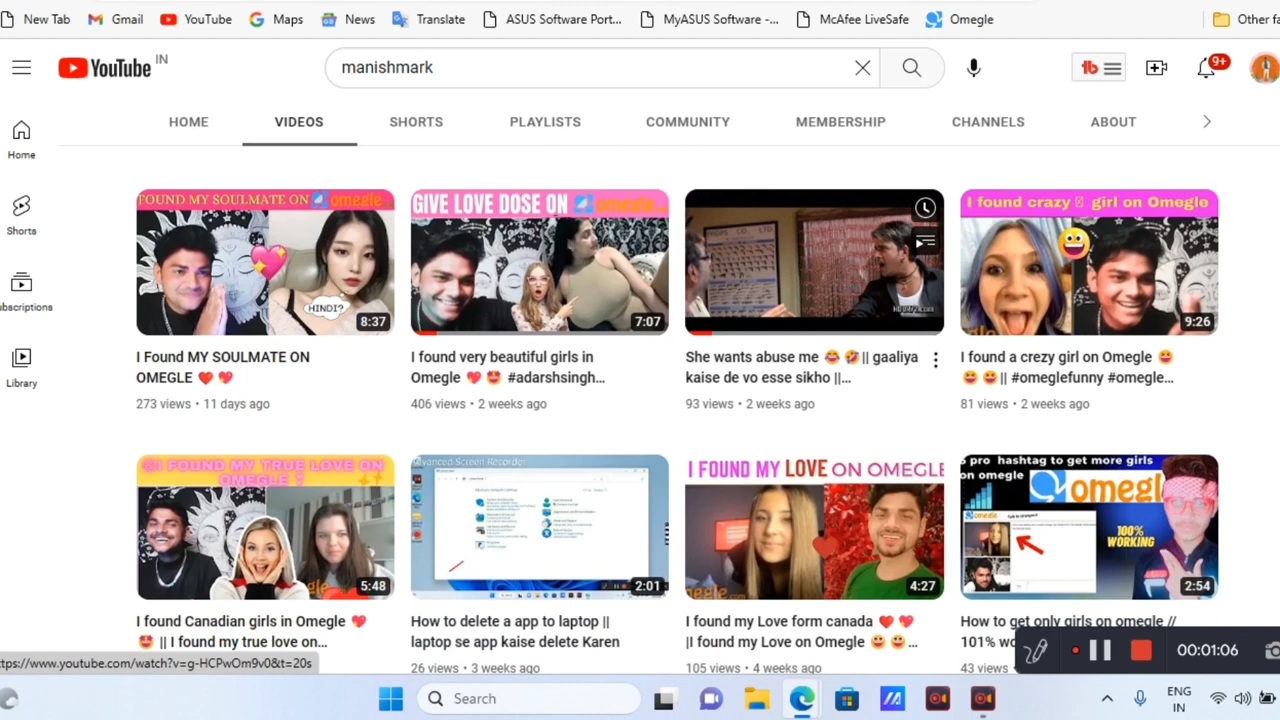 New Tab Gmail YouTube Maps News Translate ASUS Software Port... MyASUS Software -... McAfee LiveSafe Omegle Other fa
YouTube IN
manishmark
9+
HOME VIDEOS SHORTS PLAYLISTS COMMUNITY MEMBERSHIP CHANNELS ABOUT
Home
Shorts
ubscriptions
Library
FOUND MY SOULMATE ON omegle
HINDI?
8:37
I Found MY SOULMATE ON
OMEGLE ❤️ 💖
273 views • 11 days ago
GIVE LOVE DOSE ON omegle
7:07
I found very beautiful girls in
Omegle 💖 🤩 #adarshsingh...
406 views • 2 weeks ago
She wants abuse me 😂 🤣 || gaaliya
kaise de vo esse sikho ||...
93 views • 2 weeks ago
I found crazy girl on Omegle
9:26
I found a crezy girl on Omegle 😄
😆 😆 || #omeglefunny #omegle...
81 views • 2 weeks ago
I FOUND MY TRUE LOVE ON
OMEGLE
5:48
I found Canadian girls in Omegle 💖
🤩 || I found my true love on...
Advanced Screen Recorder
2:01
How to delete a app to laptop ||
laptop se app kaise delete Karen
26 views • 3 weeks ago
I FOUND MY LOVE ON OMEGLE
4:27
I found my Love form canada ❤️ 💖
|I found my Love on Omegle 😃 😃...
105 views • 4 weeks ago
pro hashtag to get more girls
on omegle
omegle
100%
WORKING
2:54
How to get only girls on omegle //
101% wo
43 views
00:01:06
ttps://www.youtube.com/watch?v=g-HCPwOm9v0&t=20s
Search
ENG
IN